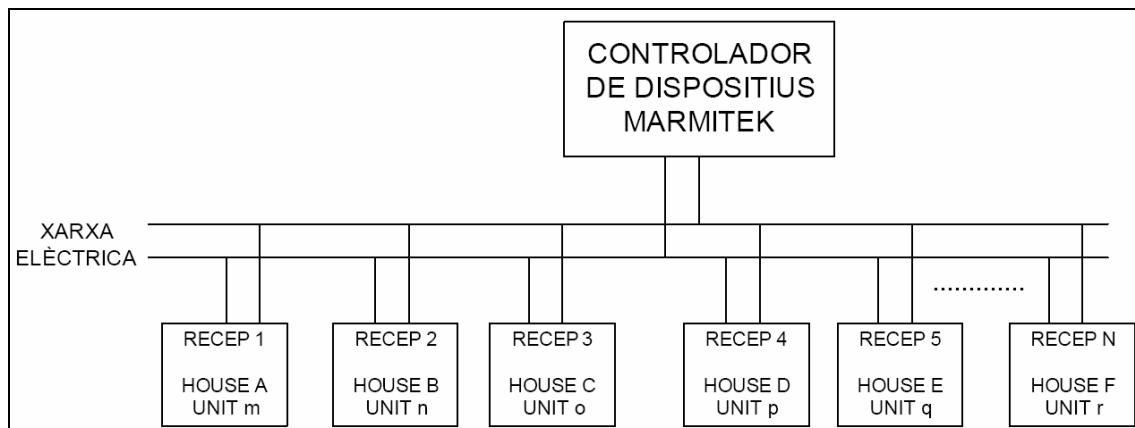 CONTROLADOR
DE DISPOSITIUS
MARMITEK
XARXA
ELÈCTRICA
.............
RECEP 1
HOUSE A
UNIT m
RECEP 2
HOUSE B
UNIT n
RECEP 3
HOUSE C
UNIT o
RECEP 4
HOUSE D
UNIT p
RECEP 5
HOUSE E
UNIT q
RECEP N
HOUSE F
UNIT r